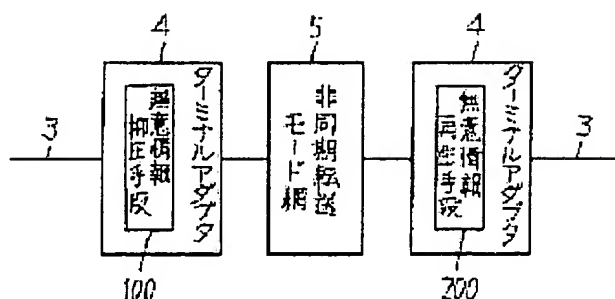 4
5
4
3
ターミナルアダプタ
無意情報
抑圧手段
非同期転送
モード網
ターミナルアダプタ
無意情報
再生手段
3
100
200